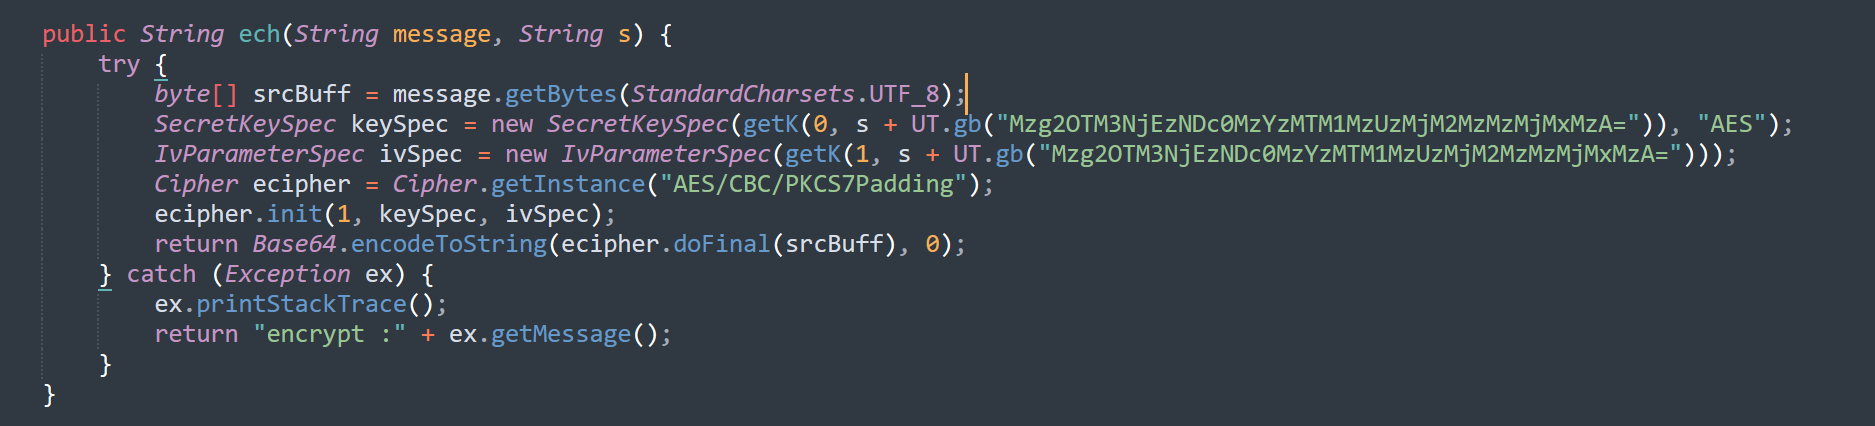 public String ech(String message, String s) {
    try {
        byte[] srcBuff = message.getBytes(StandardCharsets.UTF_8);
        SecretKeySpec keySpec = new SecretKeySpec(getK(0, s + UT.gb("Mzg2OTM3NjEzNDc0MzYzMTM1MzUzMjM2MzMzMjMxMzA=")), "AES");
        IvParameterSpec ivSpec = new IvParameterSpec(getK(1, s + UT.gb("Mzg2OTM3NjEzNDc0MzYzMTM1MzUzMjM2MzMzMjMxMzA=")));
        Cipher ecipher = Cipher.getInstance("AES/CBC/PKCS7Padding");
        ecipher.init(1, keySpec, ivSpec);
        return Base64.encodeToString(ecipher.doFinal(srcBuff), 0);
    } catch (Exception ex) {
        ex.printStackTrace();
        return "encrypt :" + ex.getMessage();
    }
}